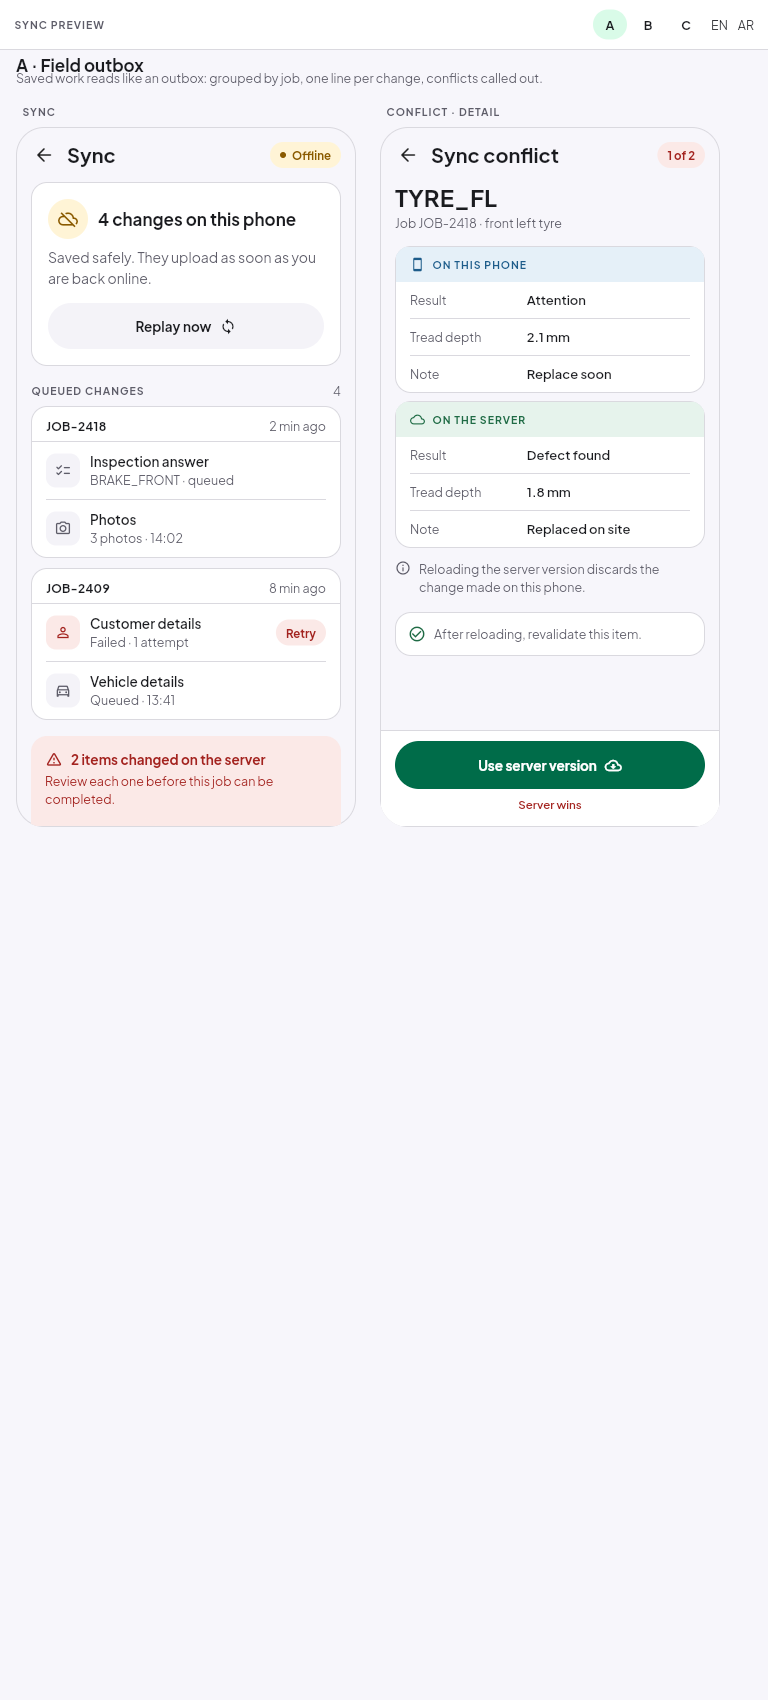 SYNC PREVIEW
A B C EN AR
A · Field outbox
Saved work reads like an outbox: grouped by job, one line per change, conflicts called out.
SYNC
Sync
Offline
4 changes on this phone
Saved safely. They upload as soon as you
are back online.
Replay now
QUEUED CHANGES 4
JOB-2418 2 min ago
Inspection answer
BRAKE_FRONT · queued
Photos
3 photos · 14:02
JOB-2409 8 min ago
Customer details
Failed · 1 attempt
Retry
Vehicle details
Queued · 13:41
2 items changed on the server
Review each one before this job can be
completed.
CONFLICT · DETAIL
Sync conflict
1 of 2
TYRE_FL
Job JOB-2418 · front left tyre
ON THIS PHONE
Result Attention
Tread depth 2.1 mm
Note Replace soon
ON THE SERVER
Result Defect found
Tread depth 1.8 mm
Note Replaced on site
Reloading the server version discards the
change made on this phone.
After reloading, revalidate this item.
Use server version
Server wins